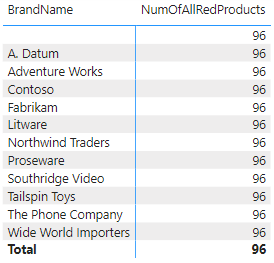 BrandName NumOfAllRedProducts
96
A. Datum 96
Adventure Works 96
Contoso 96
Fabrikam 96
Litware 96
Northwind Traders 96
Proseware 96
Southridge Video 96
Tailspin Toys 96
The Phone Company 96
Wide World Importers 96
Total 96